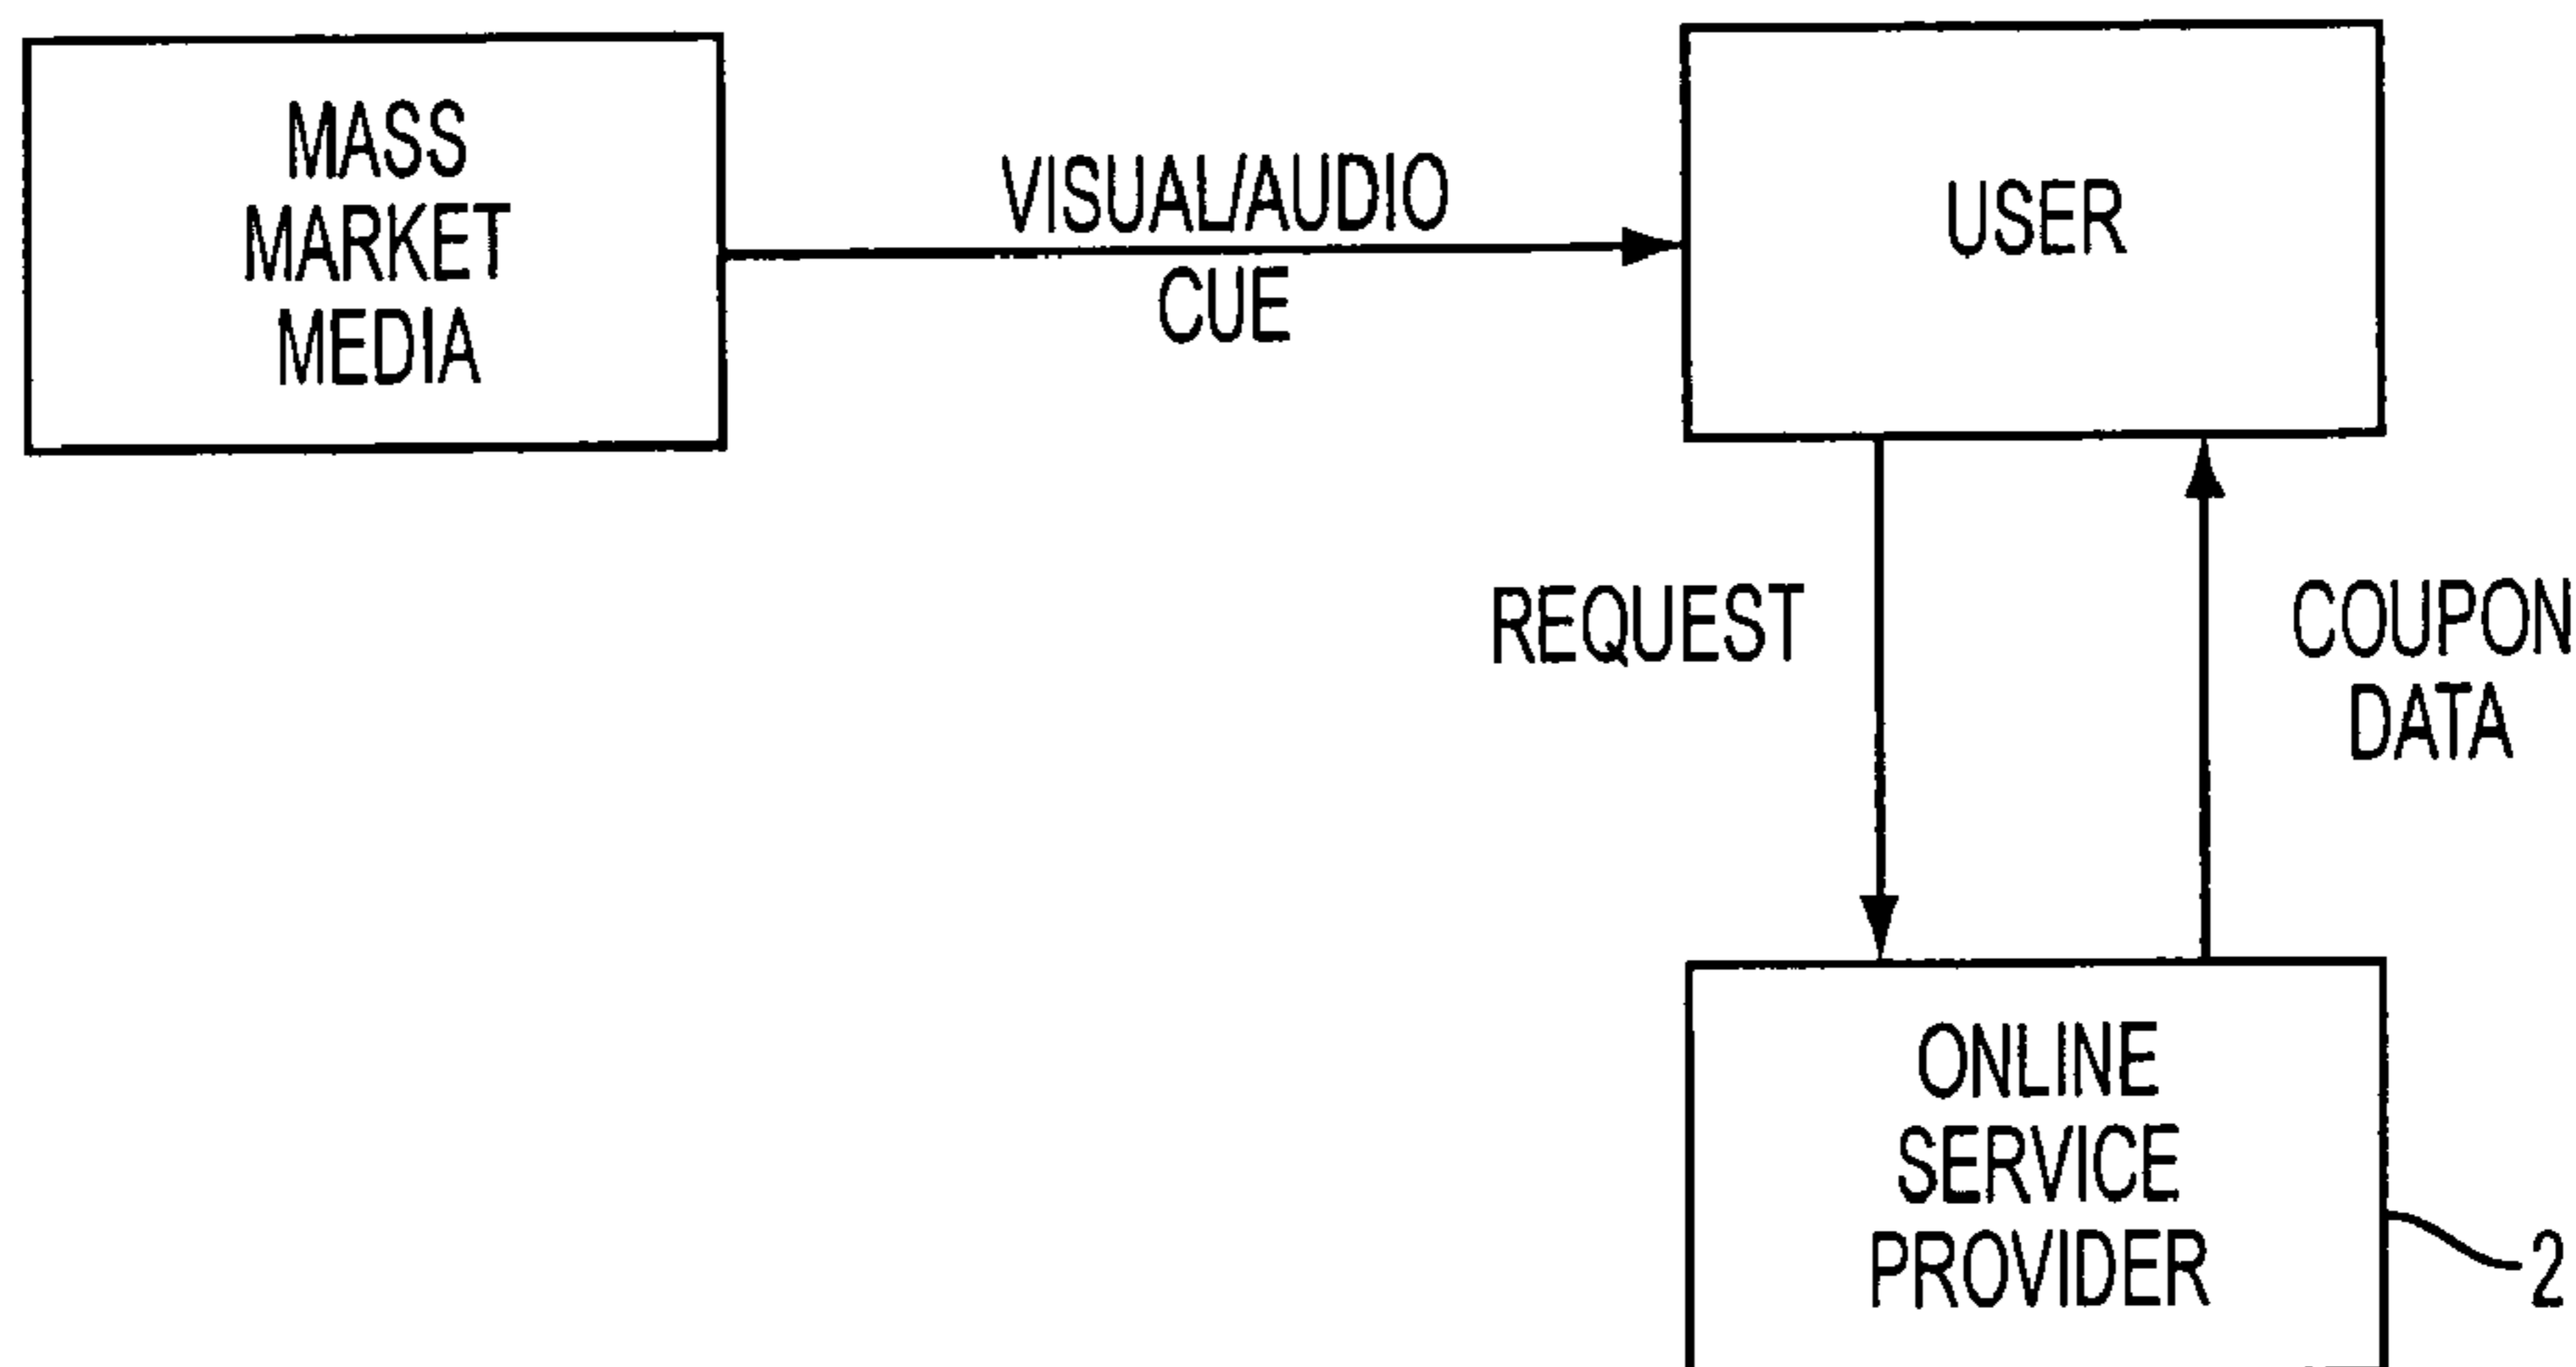 MASS
MARKET
MEDIA
VISUAL/AUDIO
CUE
USER
REQUEST
COUPON
DATA
ONLINE
SERVICE
PROVIDER
2